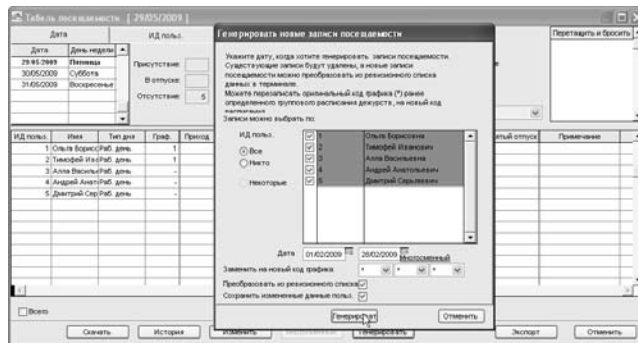 Табель посещаемости [ 29/05/2009 ]
Дата
ИД польз.
Перетащить и бросить
Дата День недели
29/05/2009 Пятница
30/05/2009 Суббота
31/05/2009 Воскресенье
Присутствие:
В отпуске:
Отсутствие: 5
ИД польз. Имя Тип дня Граф. Приход
1 Ольга Борисс Раб. день 1
2 Тимофей Ива Раб. день 1
3 Алла Василье Раб. день -
4 Андрей Анато Раб. день -
5 Дмитрий Серг Раб. день -
отпуск Примечание
Генерировать новые записи посещаемости
Укажите дату, когда хотите генерировать записи посещаемости.
Существующие записи будут удалены, а новые записи
посещаемости можно преобразовать из ревизионного списка
данных в терминале.
Можете перезаписать оригинальный код графика (*) ранее
определенного группового расписания дежурств, на новый код
расписания.
Записи можно выбрать по:
ИД польз.
Все
Никто
Некоторые
1 Ольга Борисовна
2 Тимофей Иванович
3 Алла Васильевна
4 Андрей Анатольевич
5 Дмитрий Сергеевич
Дата 01/02/2009 28/02/2009
многосменный
Заменить на новый код графика: * * *
Преобразовать из ревизионного списка
Сохранить измененные данные польз.
Генерироват Отменить
Всего
Скачать История Изменить Генерировать Экспорт Отменить